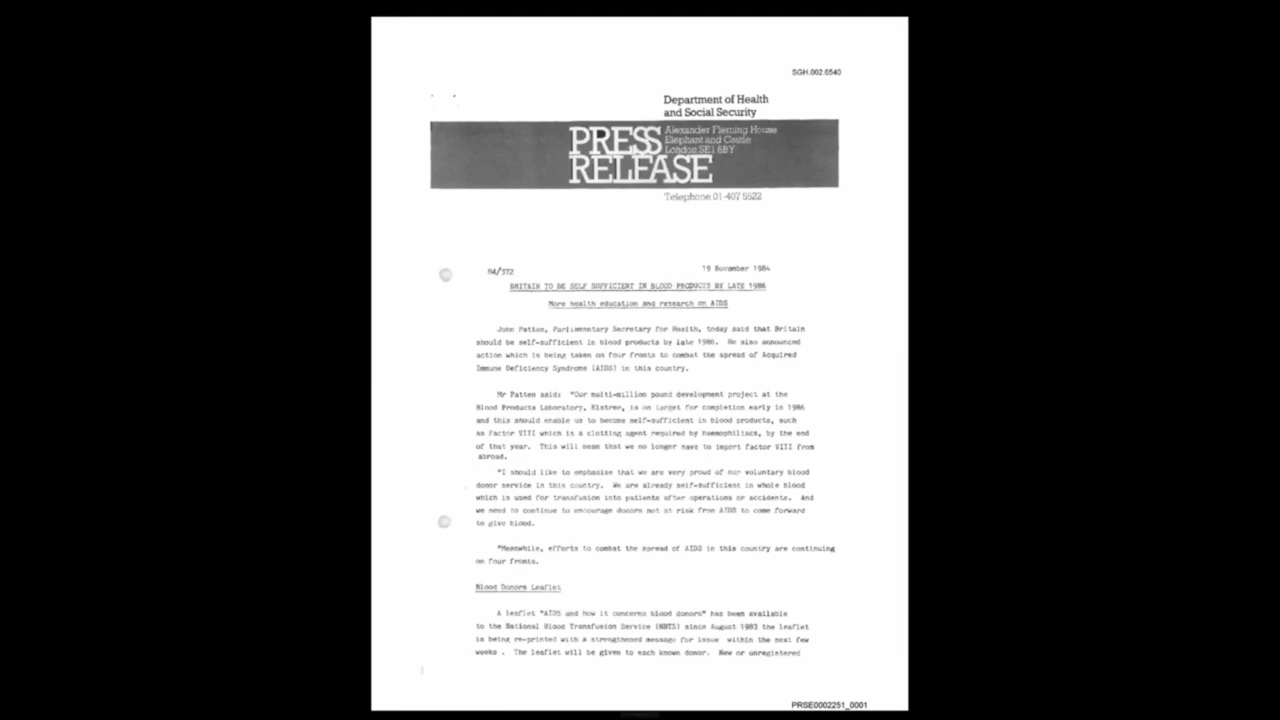 SGH.002.6540
Department of Health
and Social Security
PRESS
RELEASE
Alexander Fleming House
Elephant and Castle
London SE1 6BY
Telephone 01-407 5522
84/372
19 November 1984
BRITAIN TO BE SELF SUFFICIENT IN BLOOD PRODUCTS BY LATE 1986
More health education and research on AIDS
John Patten, Parliamentary Secretary for Health, today said that Britain
should be self-sufficient in blood products by late 1986. He also announced
action which is being taken on four fronts to combat the spread of Acquired
Immune Deficiency Syndrome (AIDS) in this country.
Mr Patten said: "Our multi-million pound development project at the
Blood Products Laboratory, Elstree, is on target for completion early in 1986
and this should enable us to become self-sufficient in blood products, such
as Factor VIII which is a clotting agent required by haemophiliacs, by the end
of that year. This will mean that we no longer have to import factor VIII from
abroad.
"I should like to emphasise that we are very proud of our voluntary blood
donor service in this country. We are already self-sufficient in whole blood
which is used for transfusion into patients after operations or accidents. And
we need to continue to encourage donors not at risk from AIDS to come forward
to give blood.
"Meanwhile, efforts to combat the spread of AIDS in this country are continuing
on four fronts.
Blood Donors Leaflet
A leaflet "AIDS and how it concerns blood donors" has been available
to the National Blood Transfusion Service (NBTS) since August 1983 the leaflet
is being re-printed with a strengthened message for issue within the next few
weeks . The leaflet will be given to each known donor. New or unregistered
PRSE0002251_0001